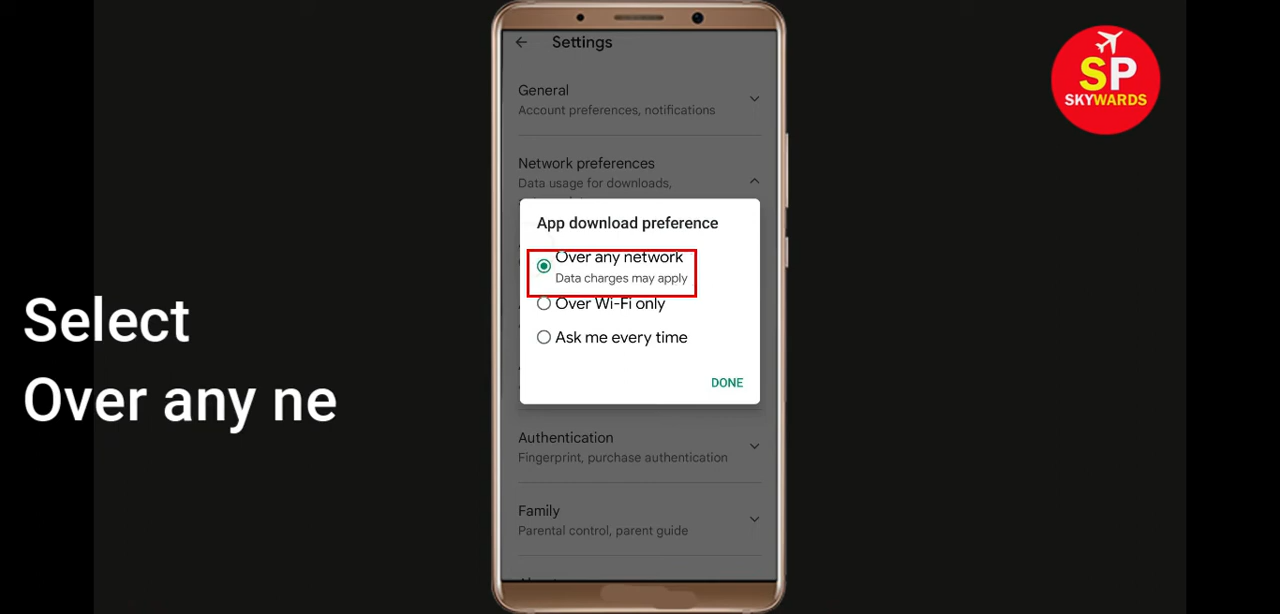 Settings
General
Account preferences, notifications
Network preferences
Data usage for downloads,
App download preference
Over any network
Data charges may apply
Over Wi-Fi only
Ask me every time
DONE
Authentication
Fingerprint, purchase authentication
Family
Parental control, parent guide
Select
Over any ne
SP
SKYWARDS